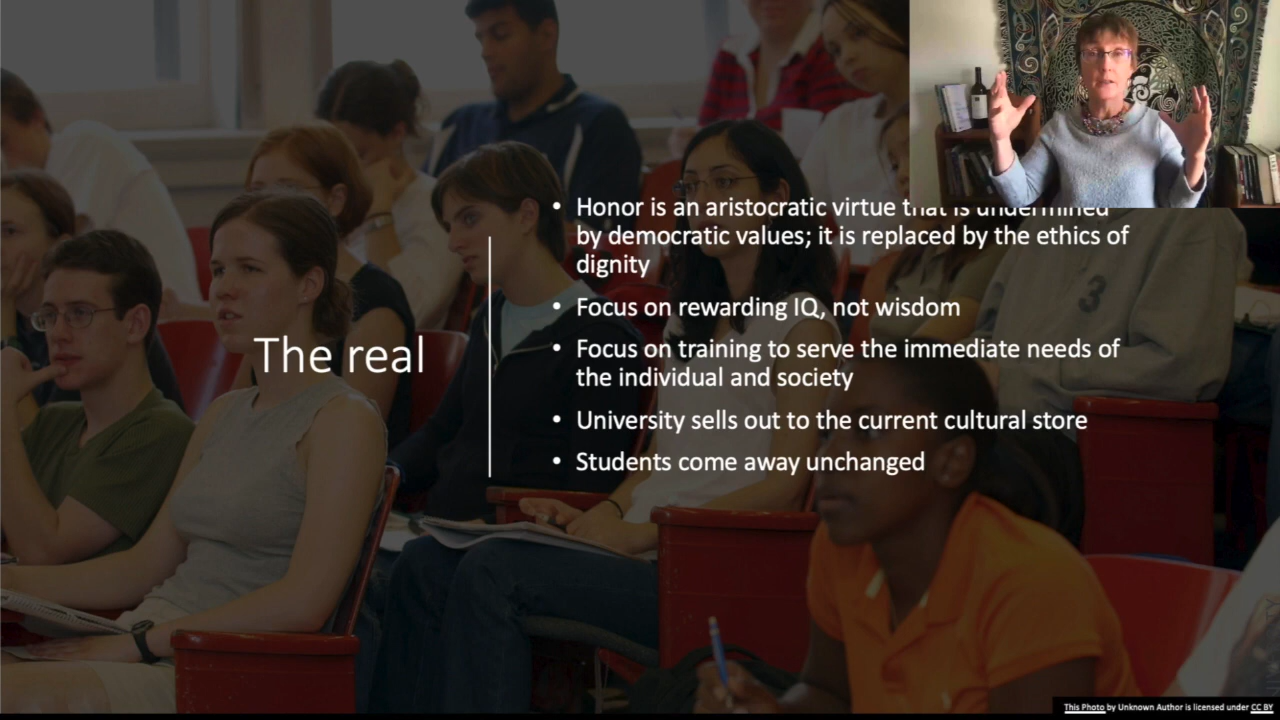 The real
• Honor is an aristocratic virtue that is undermined
by democratic values; it is replaced by the ethics of
dignity
• Focus on rewarding IQ, not wisdom
• Focus on training to serve the immediate needs of
the individual and society
• University sells out to the current cultural store
• Students come away unchanged
3
This Photo by Unknown Author is licensed under CC BY